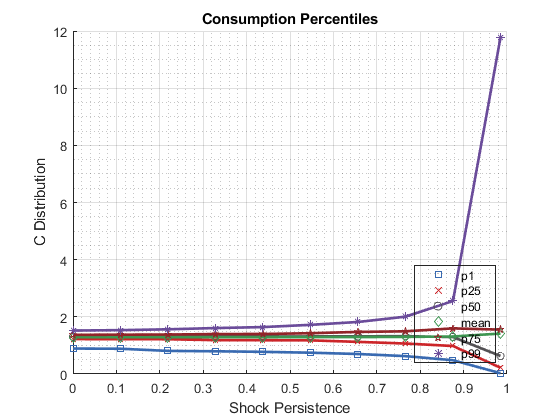 Consumption Percentiles
C Distribution
12
10
8
6
4
2
0
p1
p25
p50
mean
p75
p99
0 0.1 0.2 0.3 0.4 0.5 0.6 0.7 0.8 0.9 1
Shock Persistence